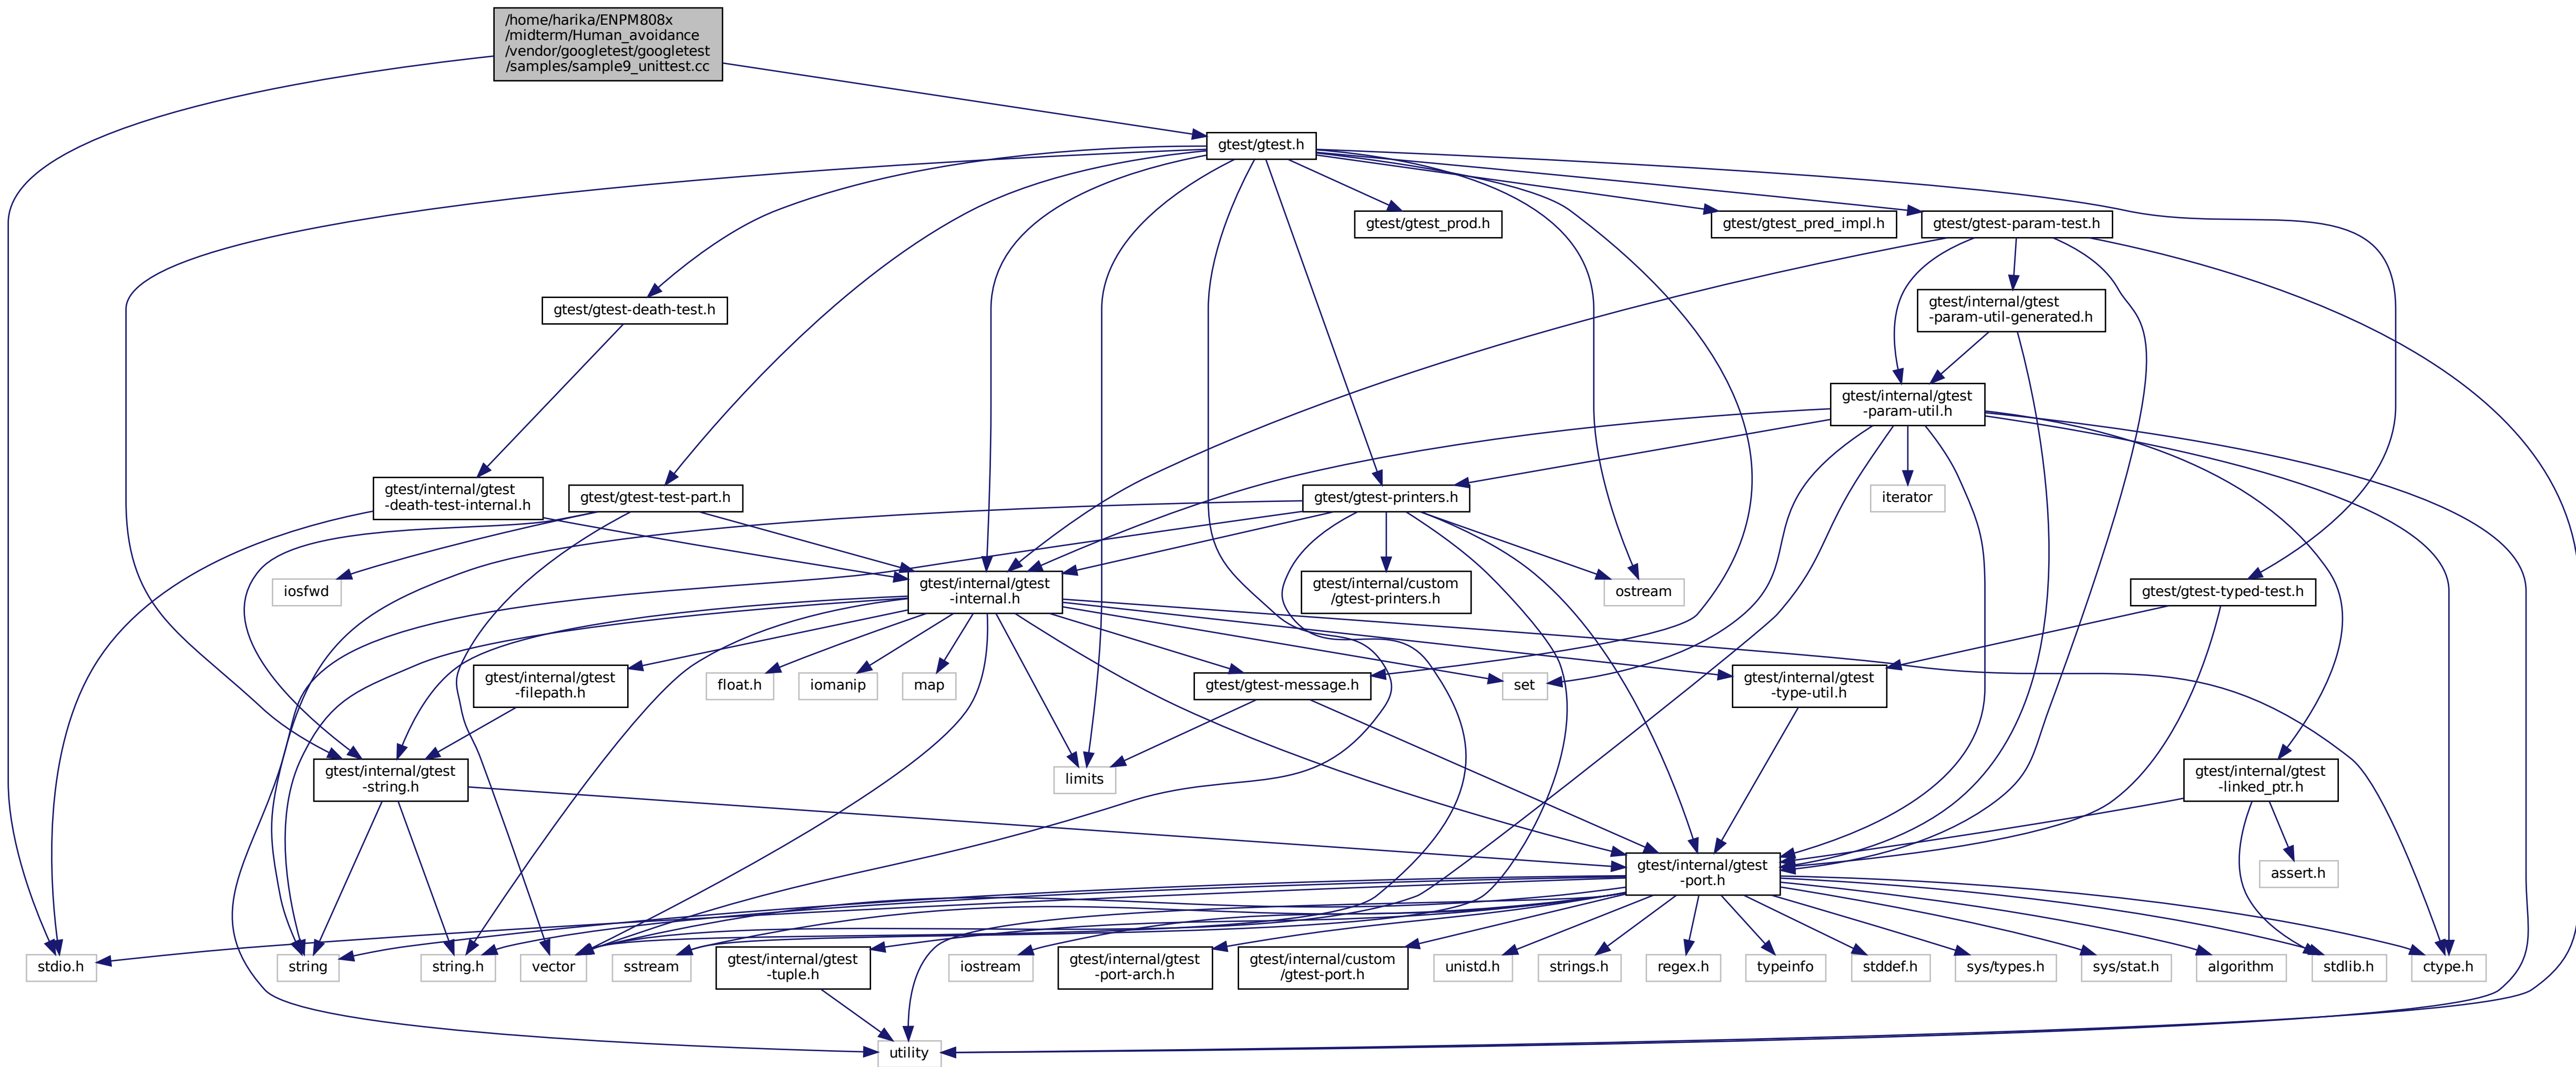 /home/harika/ENPM808x
/midterm/Human_avoidance
/vendor/googletest/googletest
/samples/sample9_unittest.cc
gtest/gtest.h
gtest/gtest_prod.h
gtest/gtest_pred_impl.h
gtest/gtest-param-test.h
gtest/gtest-death-test.h
gtest/internal/gtest
-param-util-generated.h
gtest/internal/gtest
-param-util.h
gtest/internal/gtest
-death-test-internal.h
gtest/gtest-test-part.h
gtest/gtest-printers.h
iterator
iosfwd
gtest/internal/gtest
-internal.h
gtest/internal/custom
/gtest-printers.h
ostream
gtest/gtest-typed-test.h
gtest/internal/gtest
-filepath.h
float.h
iomanip
map
gtest/gtest-message.h
set
gtest/internal/gtest
-type-util.h
gtest/internal/gtest
-string.h
limits
gtest/internal/gtest
-linked_ptr.h
gtest/internal/gtest
-port.h
assert.h
stdio.h
string
string.h
vector
sstream
gtest/internal/gtest
-tuple.h
iostream
gtest/internal/gtest
-port-arch.h
gtest/internal/custom
/gtest-port.h
unistd.h
strings.h
regex.h
typeinfo
stddef.h
sys/types.h
sys/stat.h
algorithm
stdlib.h
ctype.h
utility